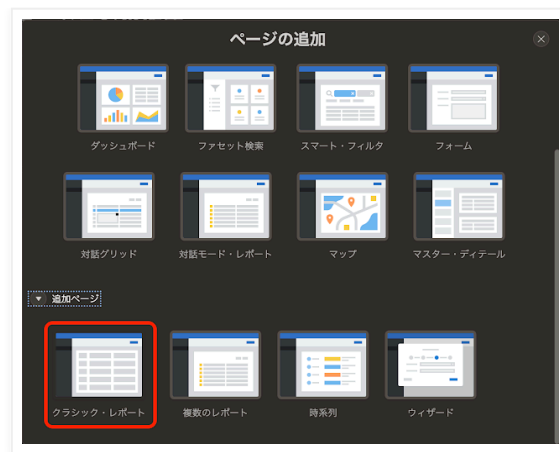 ページの追加
ダッシュボード
ファセット検索
スマート・フィルタ
フォーム
対話グリッド
対話モード・レポート
マップ
マスター・ディテール
追加ページ
クラシック・レポート
複数のレポート
時系列
ウィザード